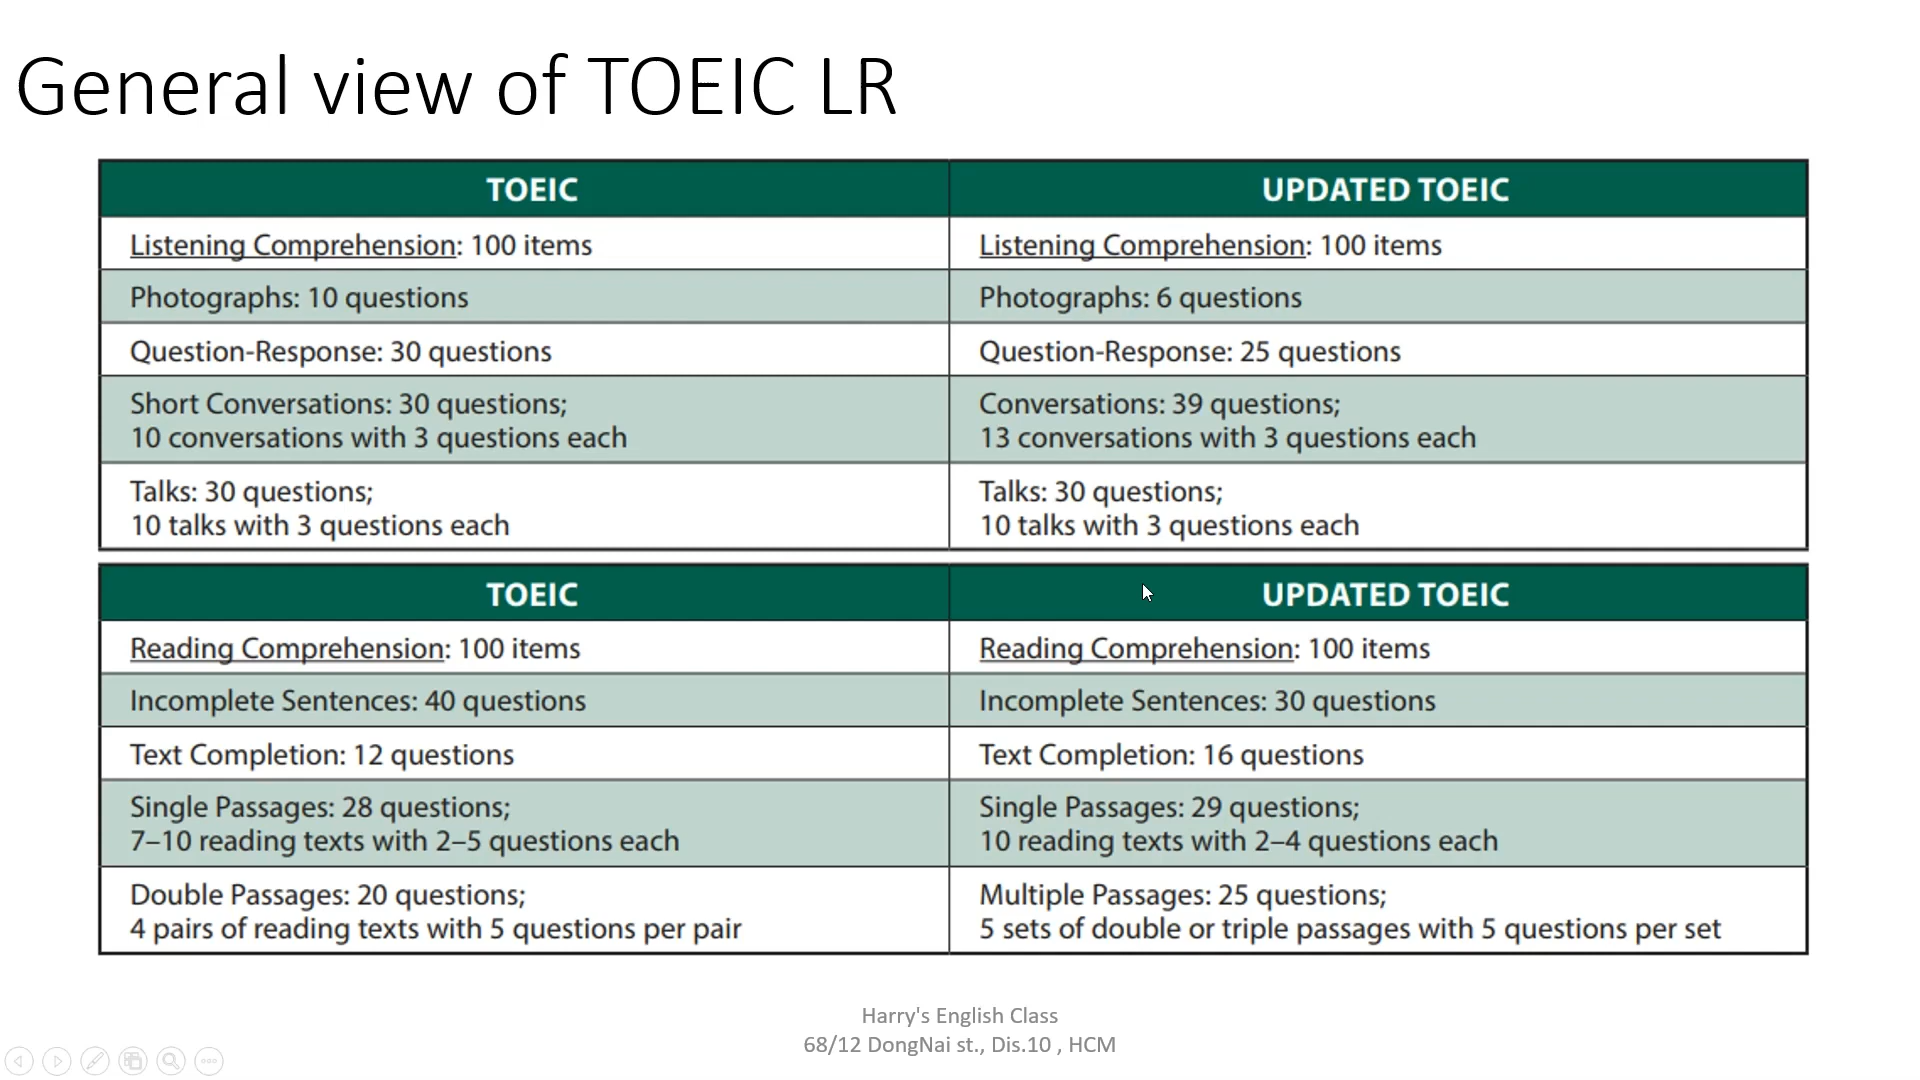 General view of TOEIC LR
TOEIC UPDATED TOEIC
Listening Comprehension: 100 items Listening Comprehension: 100 items
Photographs: 10 questions Photographs: 6 questions
Question-Response: 30 questions Question-Response: 25 questions
Short Conversations: 30 questions; Conversations: 39 questions;
10 conversations with 3 questions each 13 conversations with 3 questions each
Talks: 30 questions; Talks: 30 questions;
10 talks with 3 questions each 10 talks with 3 questions each
TOEIC UPDATED TOEIC
Reading Comprehension: 100 items Reading Comprehension: 100 items
Incomplete Sentences: 40 questions Incomplete Sentences: 30 questions
Text Completion: 12 questions Text Completion: 16 questions
Single Passages: 28 questions; Single Passages: 29 questions;
7–10 reading texts with 2–5 questions each 10 reading texts with 2–4 questions each
Double Passages: 20 questions; Multiple Passages: 25 questions;
4 pairs of reading texts with 5 questions per pair 5 sets of double or triple passages with 5 questions per set
Harry's English Class
68/12 DongNai st., Dis.10 , HCM